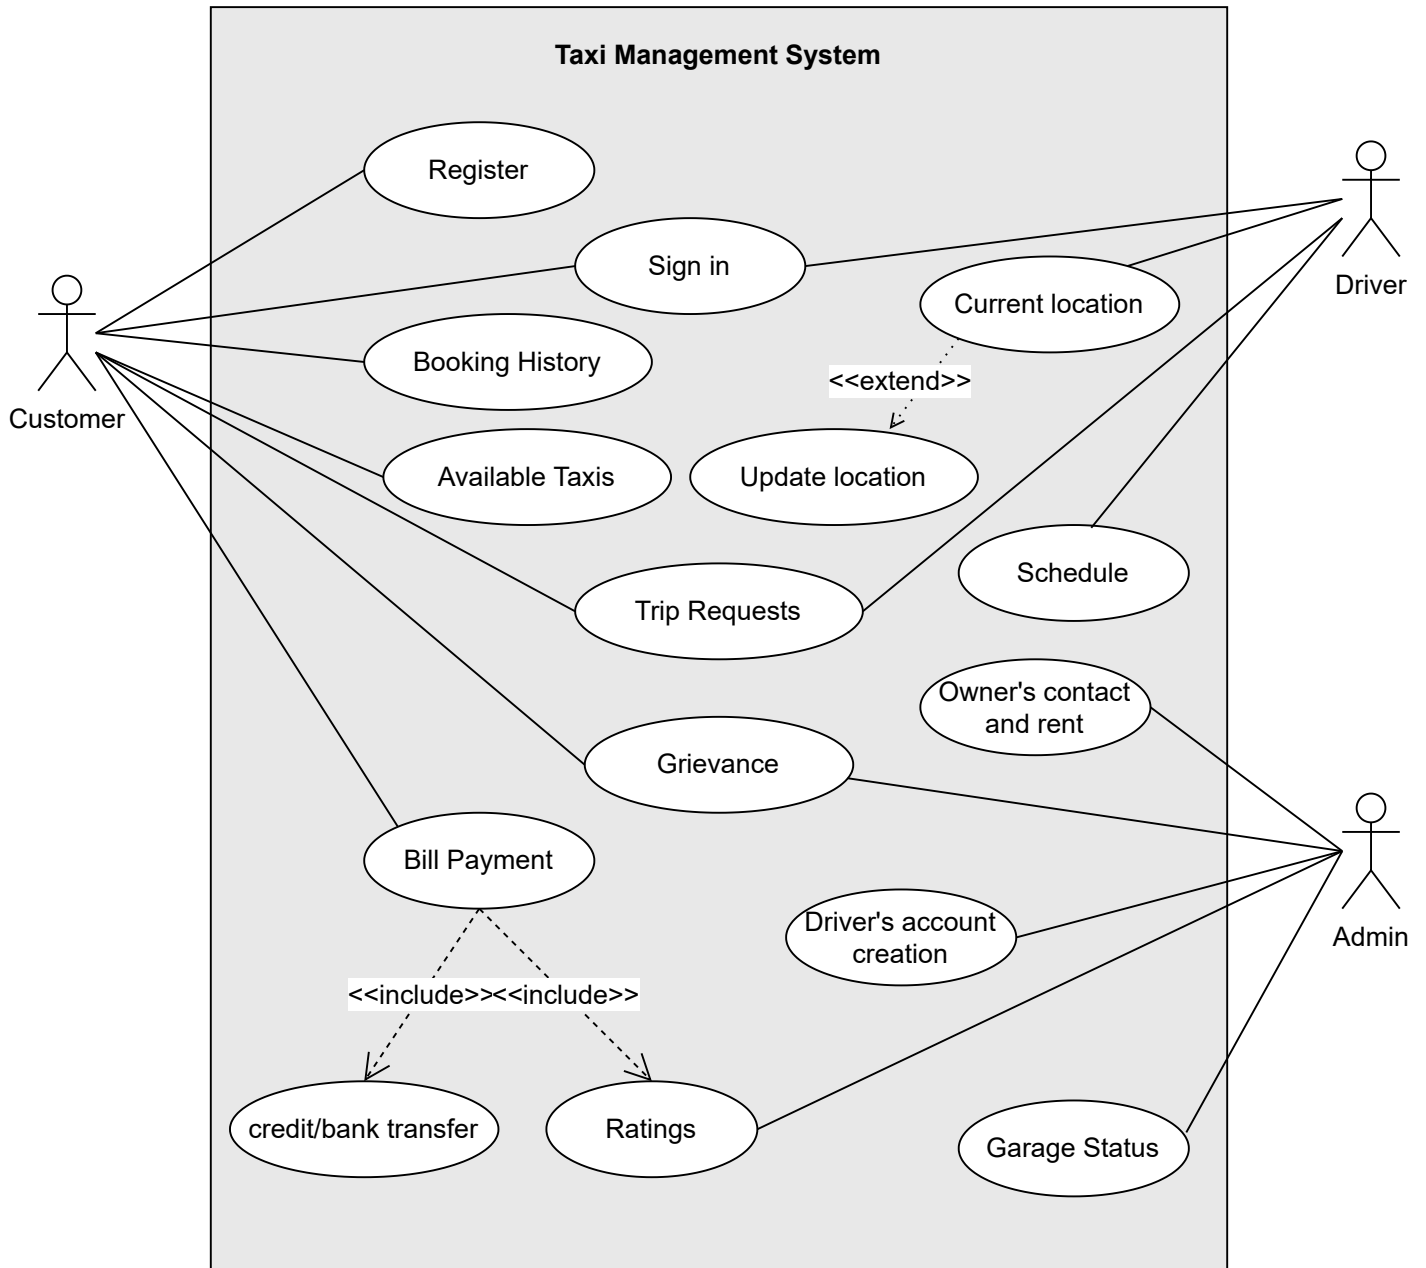 Taxi Management System
Register
Sign in
Driver
Current location
Booking History
<<extend>>
Customer
Available Taxis
Update location
Schedule
Trip Requests
Owner's contact
and rent
Grievance
Bill Payment
Driver's account
creation
Admin
<<include>>
<<include>>
credit/bank transfer
Ratings
Garage Status